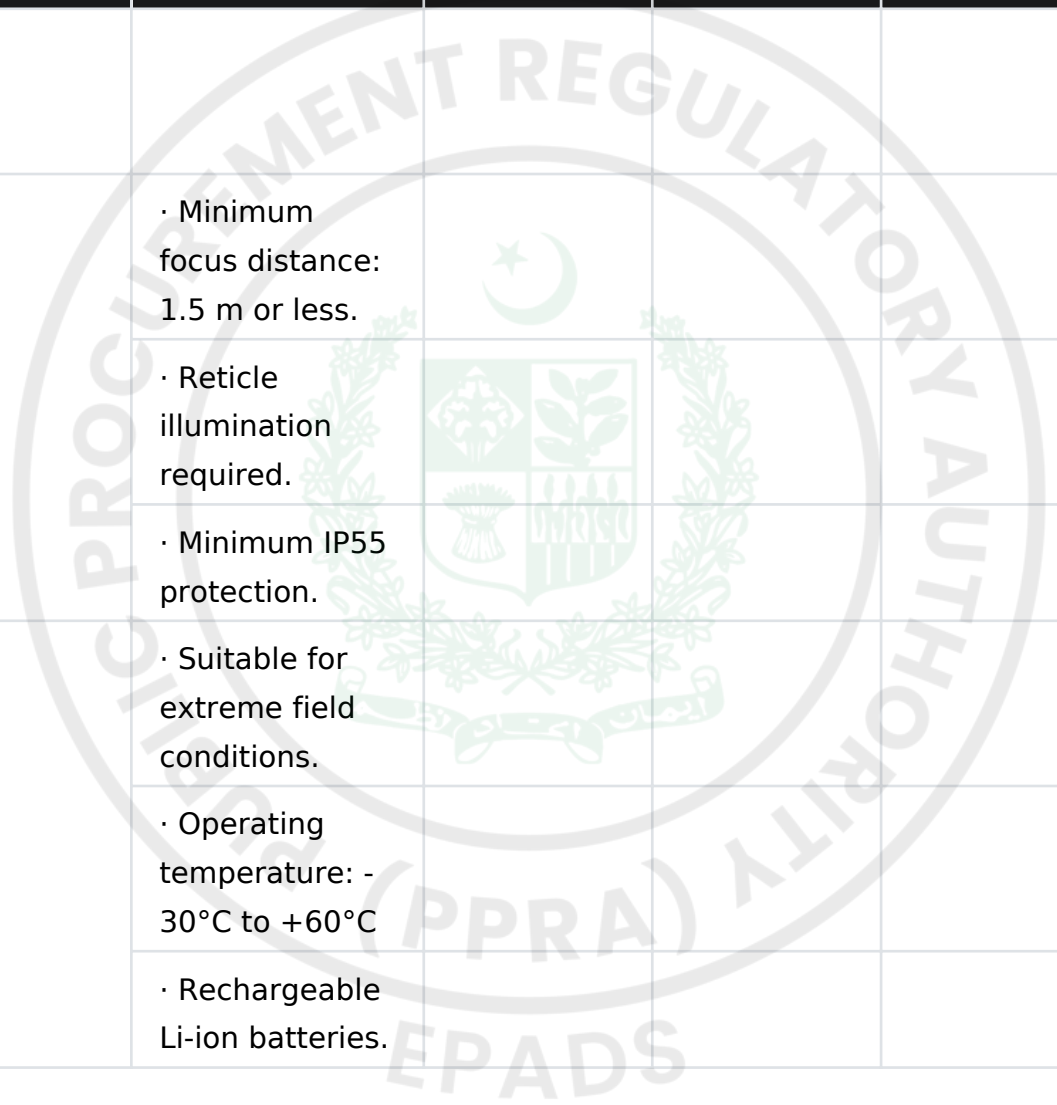 PUBLIC PROCUREMENT REGULATORY AUTHORITY
· Minimum
focus distance:
1.5 m or less.
· Reticle
illumination
required.
· Minimum IP55
protection.
· Suitable for
extreme field
conditions.
· Operating
temperature: -
30°C to +60°C
· Rechargeable
Li-ion batteries.
(PPRA)
EPADS